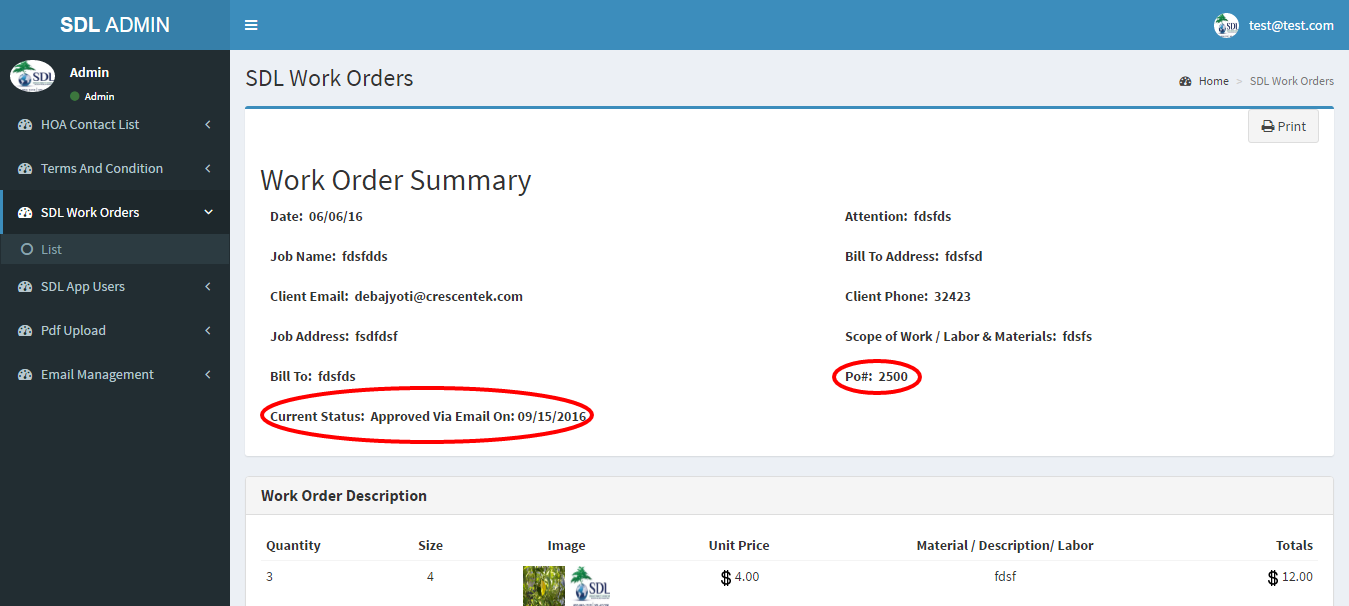 SDL ADMIN
test@test.com
SDL
Admin
Admin
HOA Contact List
Terms And Condition
SDL Work Orders
List
SDL App Users
Pdf Upload
Email Management
SDL Work Orders
Home > SDL Work Orders
Print
Work Order Summary
Date: 06/06/16
Attention: fdsfds
Job Name: fdsfdds
Bill To Address: fdsfsd
Client Email: debajyoti@crescentek.com
Client Phone: 32423
Job Address: fsdfdsf
Scope of Work / Labor & Materials: fdsfs
Bill To: fdsfds
Po#: 2500
Current Status: Approved Via Email On: 09/15/2016
Work Order Description
Quantity Size Image Unit Price Material / Description/ Labor Totals
3 4 SDL $ 4.00 fdsf $ 12.00